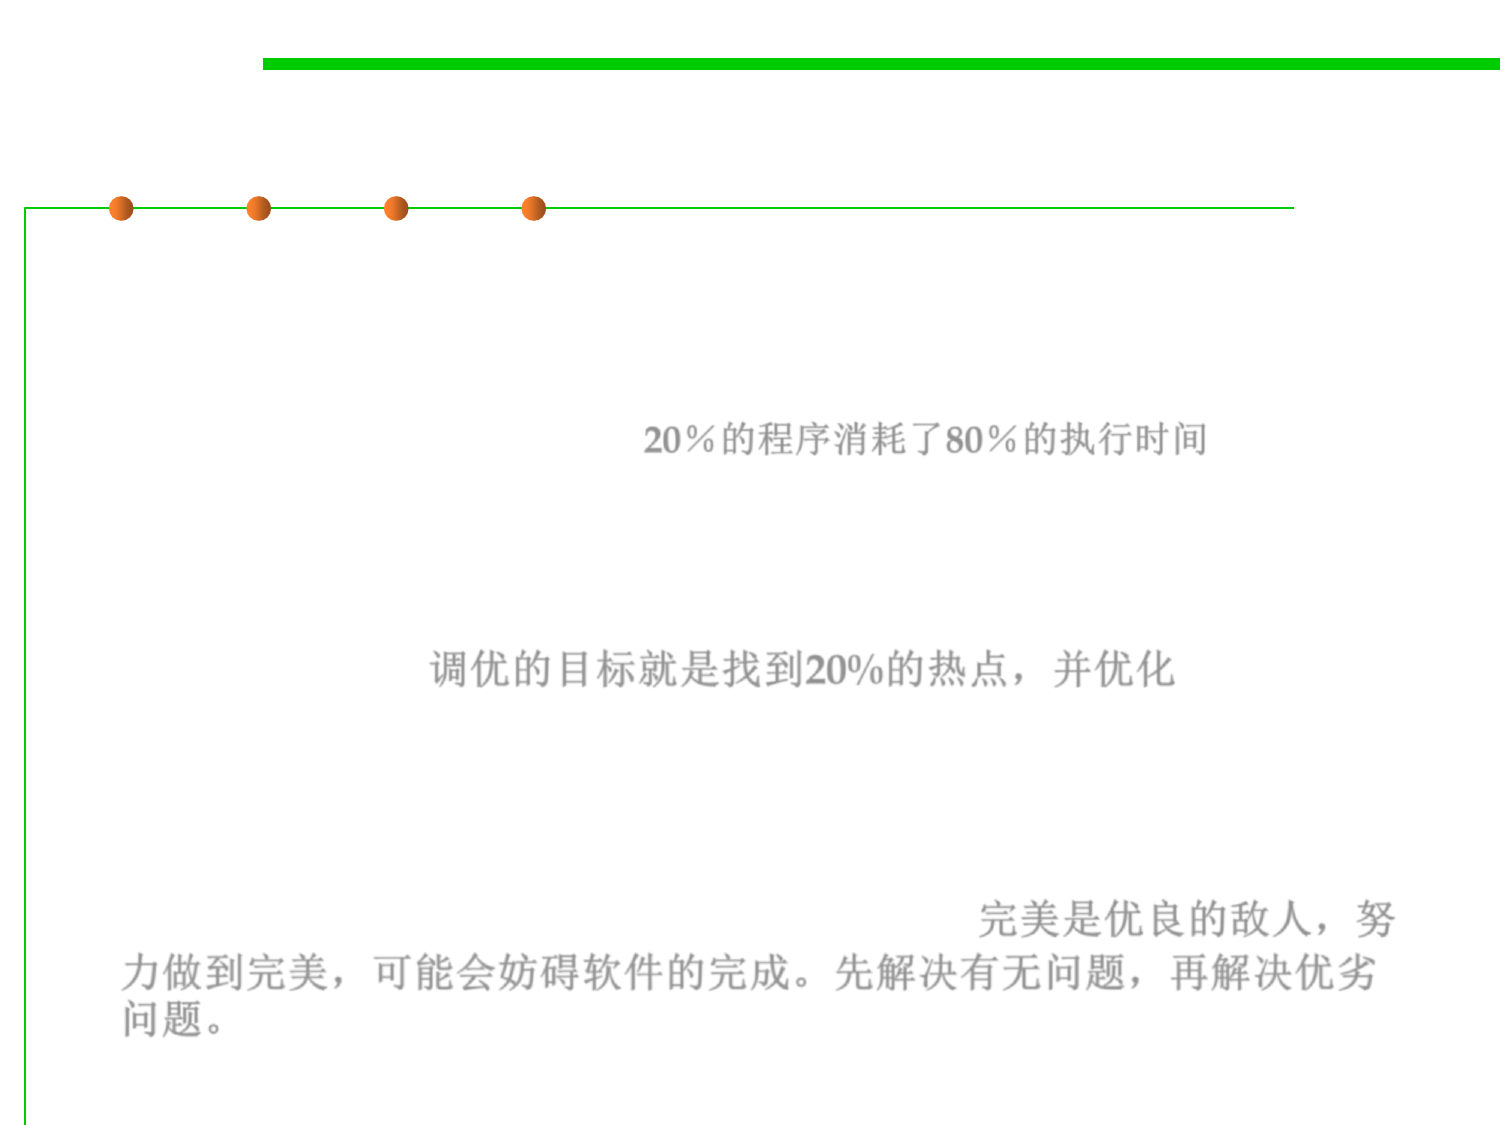 20％的程序消耗了80％的执行时间
调优的目标就是找到20%的热点，并优化
完美是优良的敌人，努
力做到完美，可能会妨碍软件的完成。先解决有无问题，再解决优劣
问题。